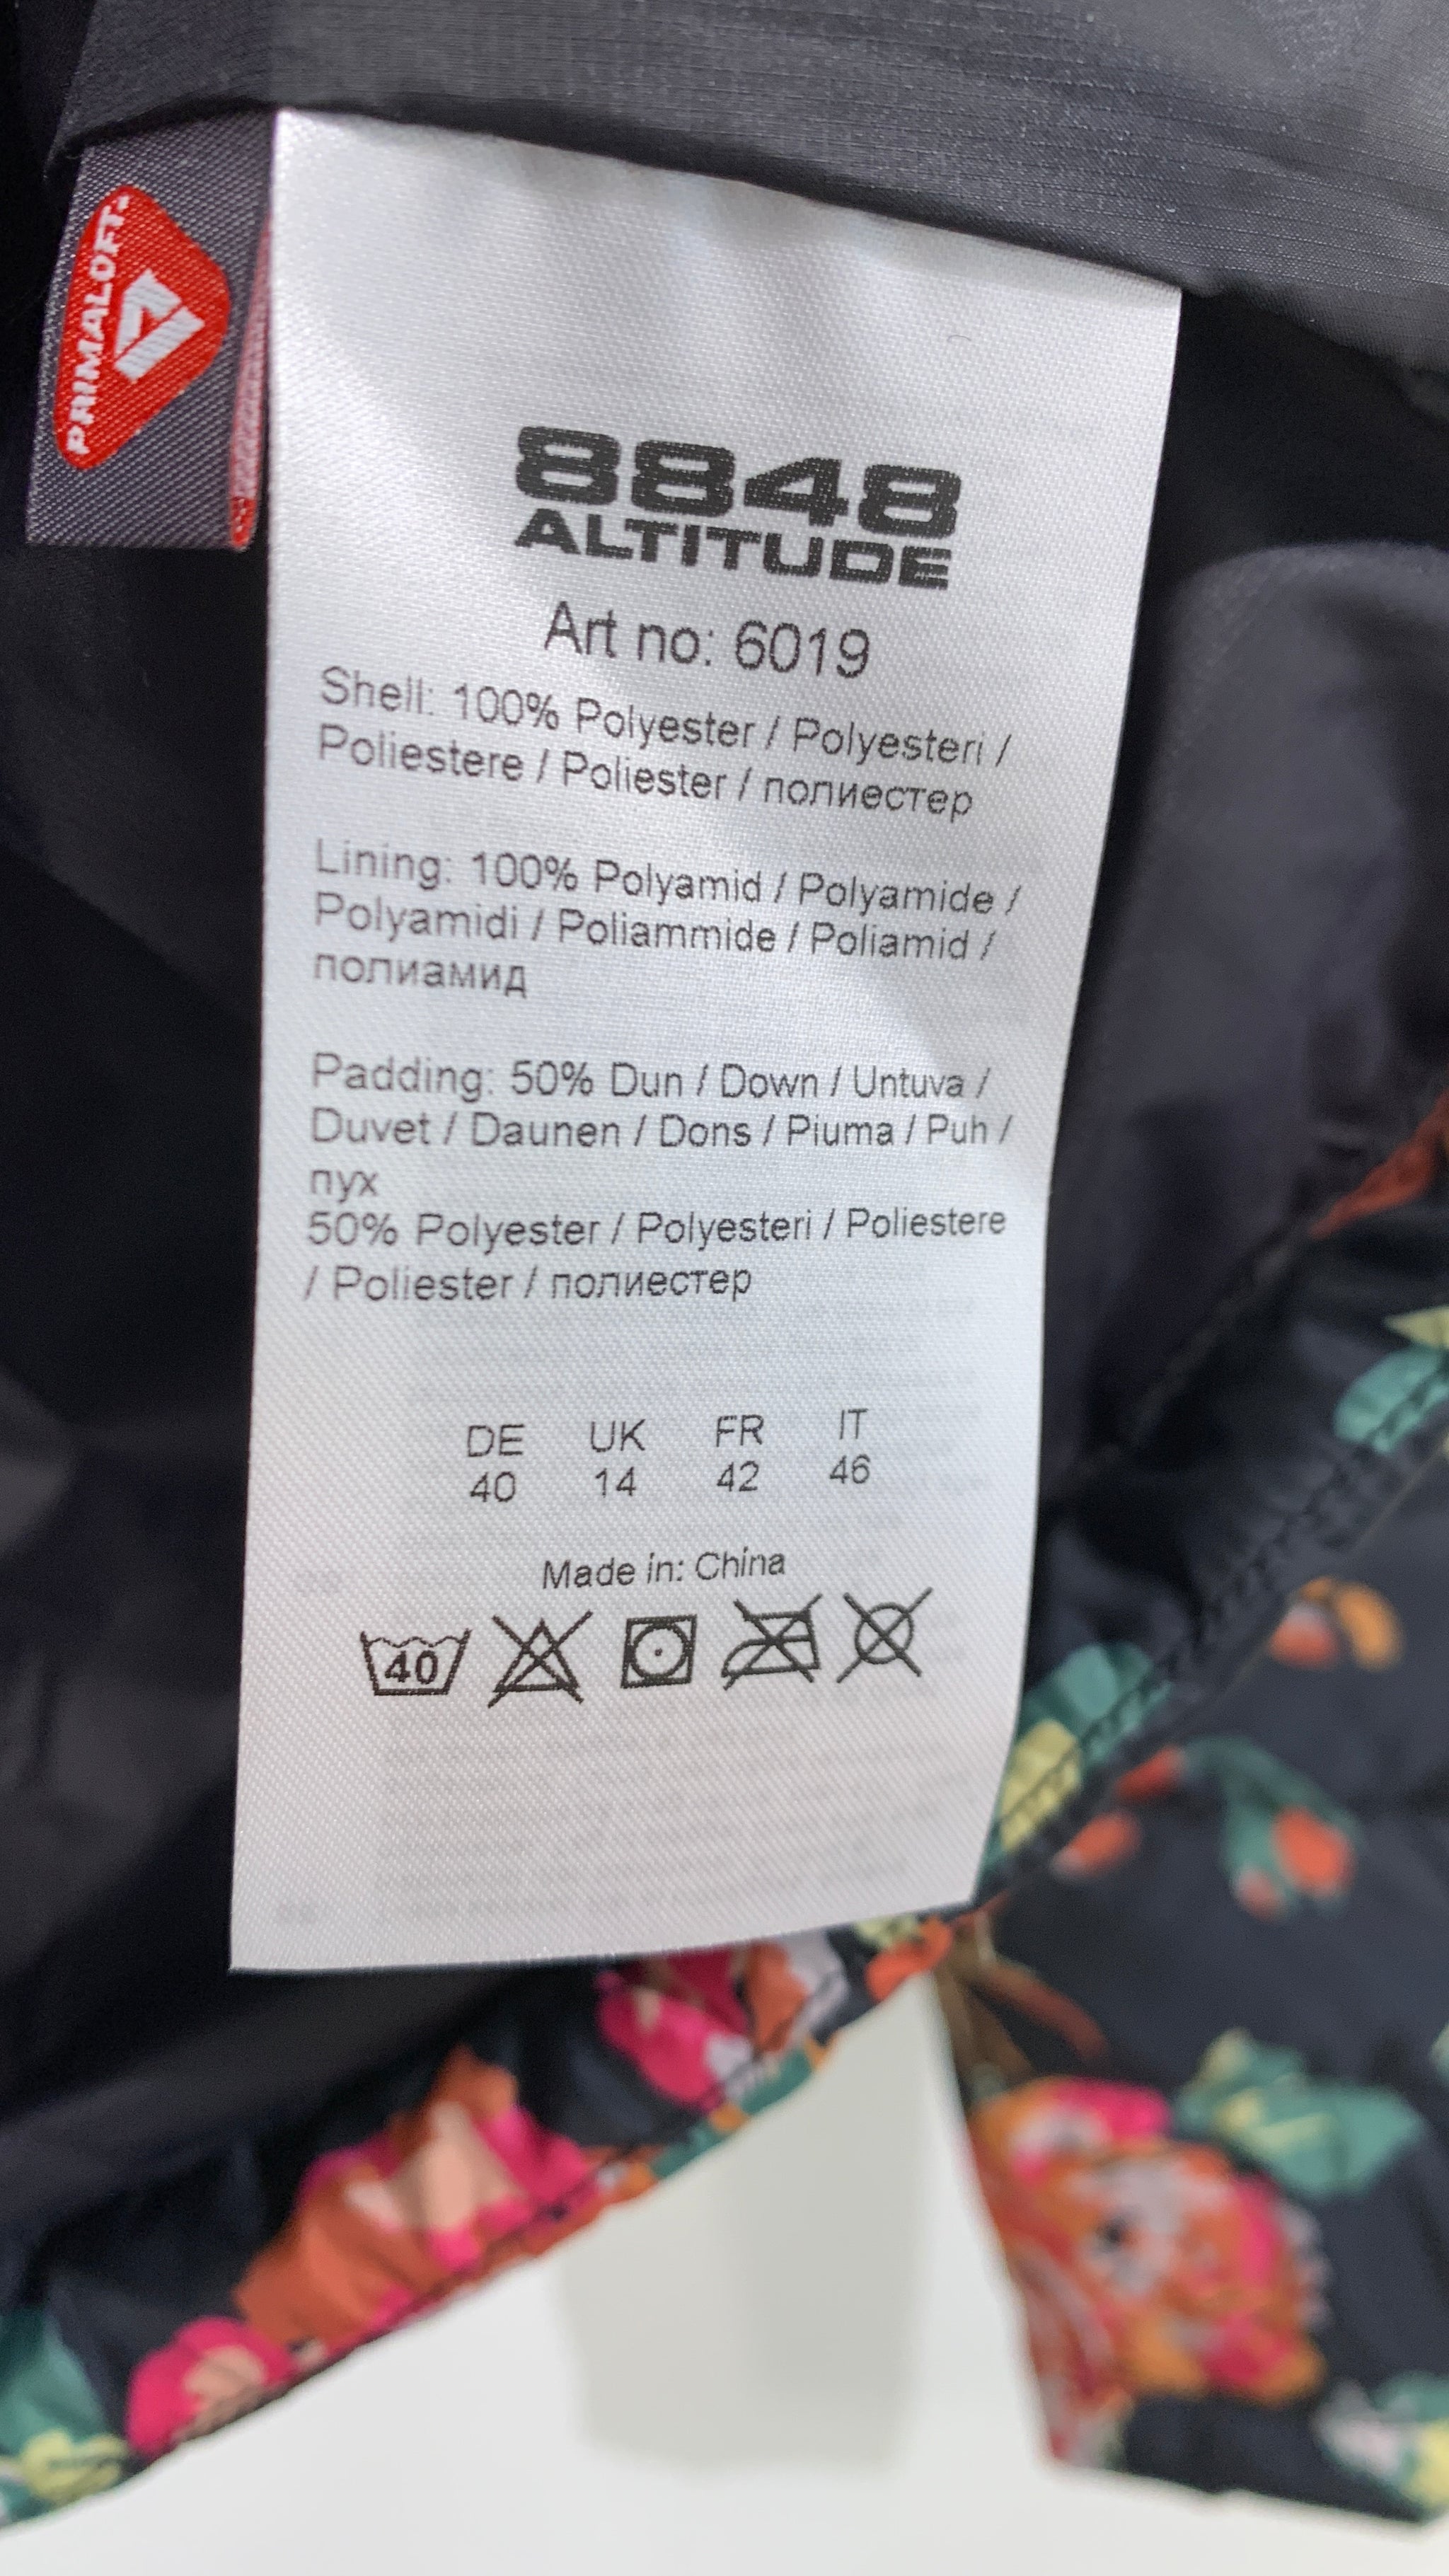 PRIMALOFT
8848
ALTITUDE
Art no: 6019
Shell: 100% Polyester / Polyesteri /
Poliestere / Poliester / полиестер
Lining: 100% Polyamid / Polyamide /
Polyamidi / Poliammide / Poliamid /
полиамид
Padding: 50% Dun / Down / Untuva /
Duvet / Daunen / Dons / Piuma / Puh /
пух
50% Polyester / Polyesteri / Poliestere
/ Poliester / полиестер
DE UK FR IT
40 14 42 46
Made in: China
40